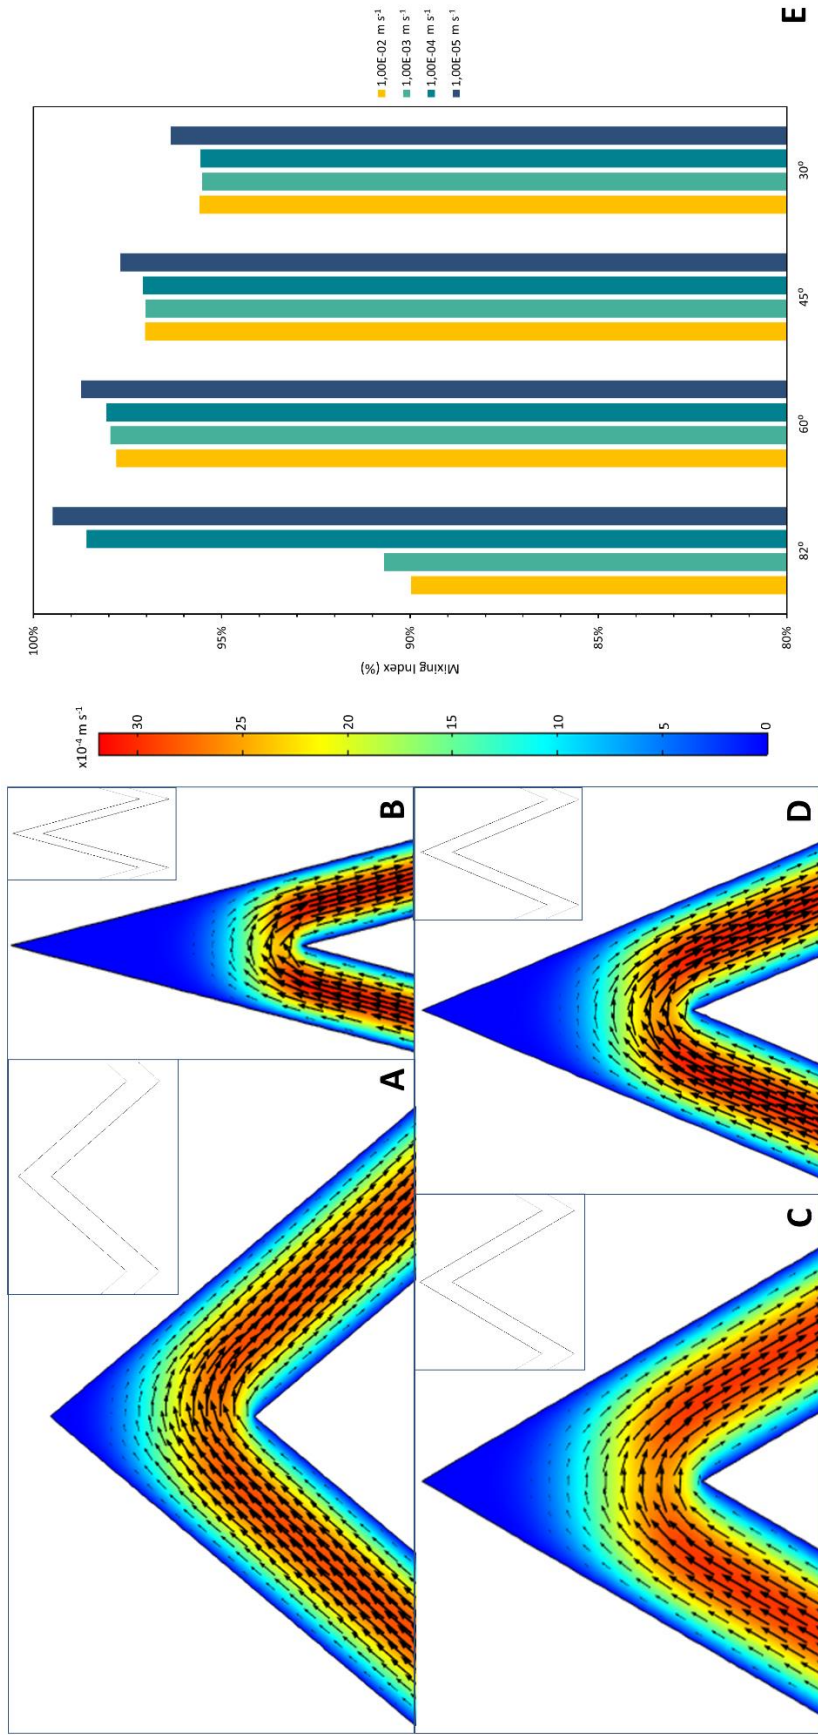 A
B
C
D
x10⁻⁴ m s⁻¹
30
25
20
15
10
5
0
Mixing Index (%)
100%
95%
90%
85%
80%
82º
60º
45º
30º
1,00E-02 m s⁻¹
1,00E-03 m s⁻¹
1,00E-04 m s⁻¹
1,00E-05 m s⁻¹
E